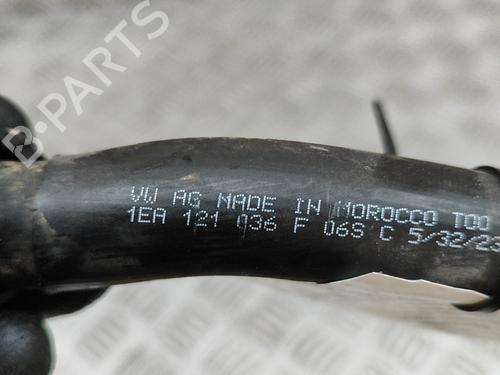 B-PARTS
VW AG MADE IN MOROCCO TOO
1EA 121 036 F 06S C 5/32/23